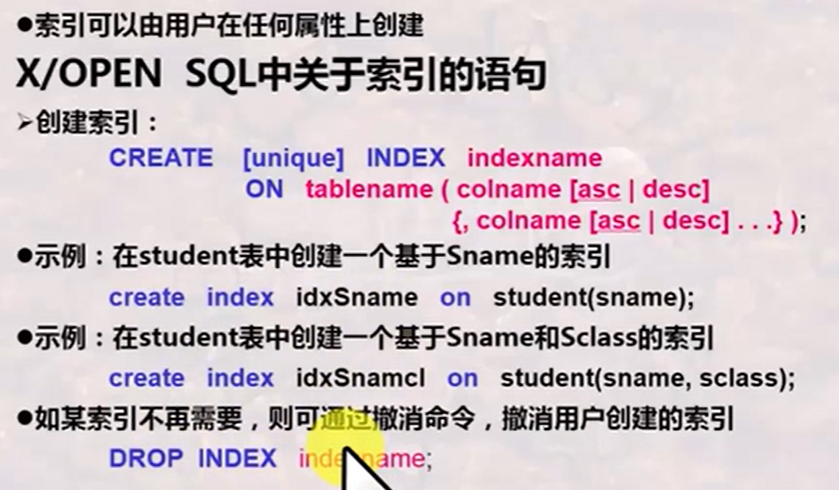 ●索引可以由用户在任何属性上创建
X/OPEN SQL中关于索引的语句
➢创建索引：
CREATE [unique] INDEX indexname
ON tablename ( colname [asc | desc]
{, colname [asc | desc] . . .} );
●示例：在student表中创建一个基于Sname的索引
create index idxSname on student(sname);
●示例：在student表中创建一个基于Sname和Sclass的索引
create index idxSnamcl on student(sname, sclass);
●如某索引不再需要，则可通过撤消命令，撤消用户创建的索引
DROP INDEX indexname;